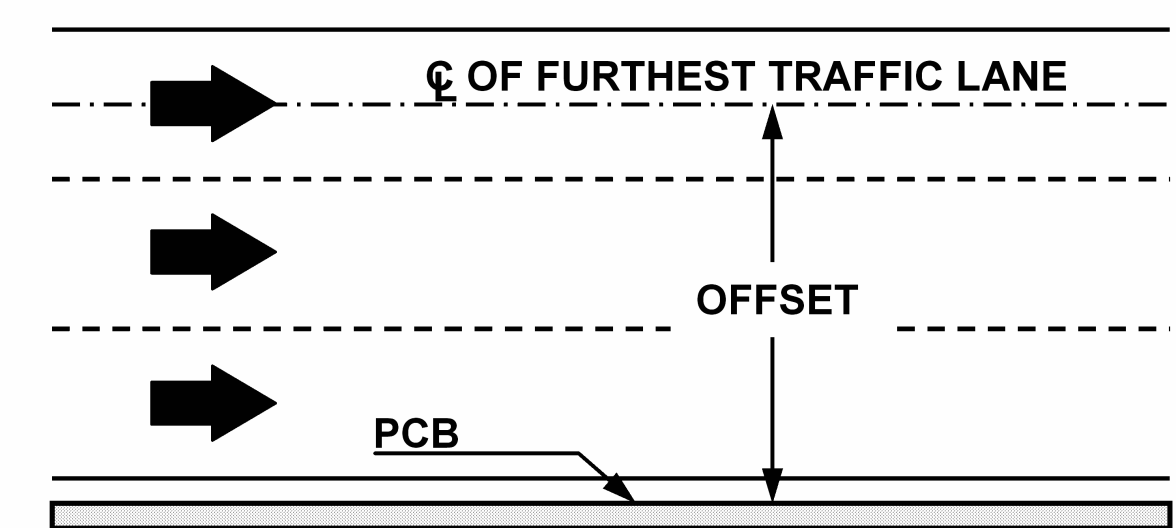 ℄ OF FURTHEST TRAFFIC LANE
OFFSET
PCB